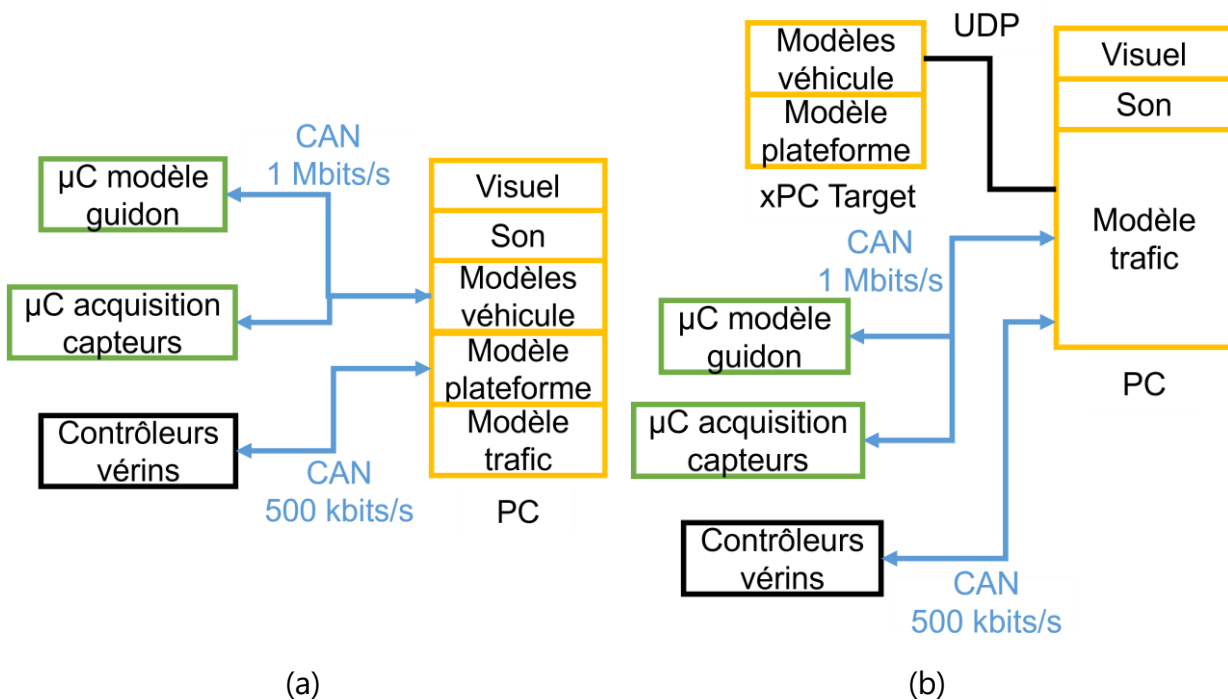 CAN
1 Mbits/s
µC modèle
guidon
µC acquisition
capteurs
Contrôleurs
vérins
CAN
500 kbits/s
Visuel
Son
Modèles
véhicule
Modèle
plateforme
Modèle
trafic
PC
(a)
Modèles
véhicule
Modèle
plateforme
xPC Target
UDP
Visuel
Son
Modèle
trafic
PC
CAN
1 Mbits/s
µC modèle
guidon
µC acquisition
capteurs
Contrôleurs
vérins
CAN
500 kbits/s
(b)